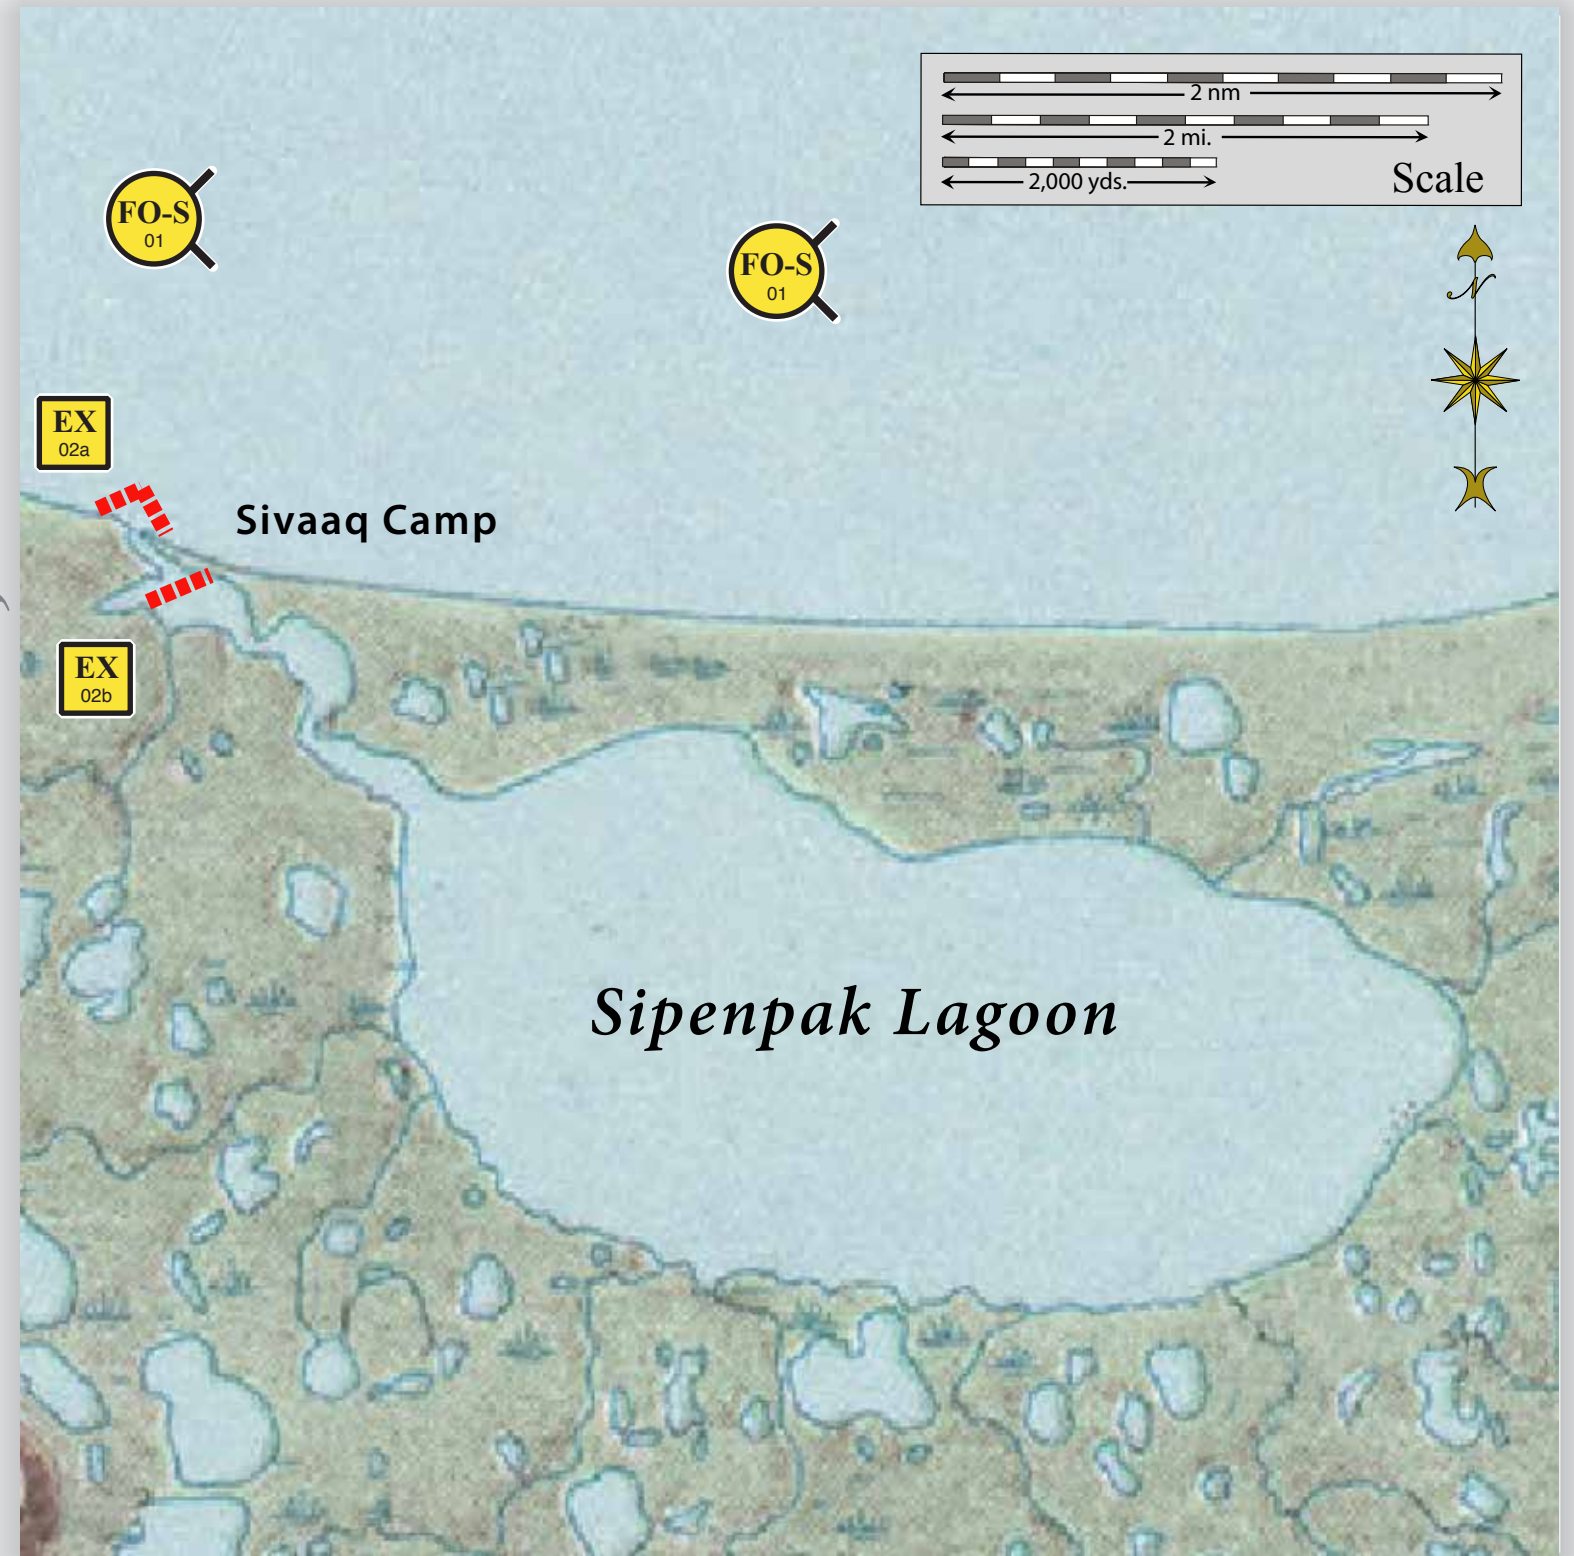 2 nm
2 mi.
2,000 yds.
Scale
N
FO-S
01
FO-S
01
EX
02a
Sivaaq Camp
EX
02b
Sipenpak Lagoon